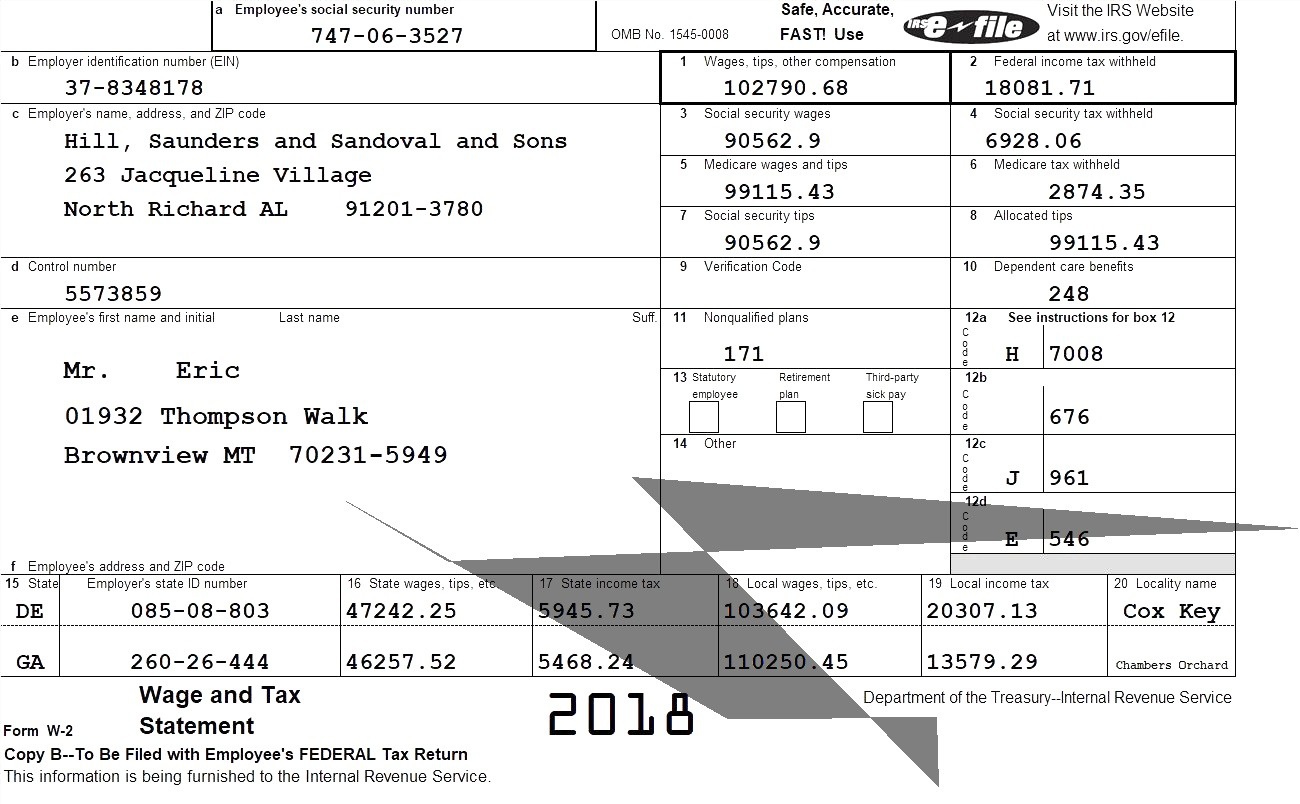 a Employee's social security number
747-06-3527
OMB No. 1545-0008
Safe, Accurate,
FAST! Use
IRS e-file
Visit the IRS Website
at www.irs.gov/efile.
b Employer identification number (EIN)
37-8348178
1 Wages, tips, other compensation
102790.68
2 Federal income tax withheld
18081.71
c Employer's name, address, and ZIP code
Hill, Saunders and Sandoval and Sons
263 Jacqueline Village
North Richard AL 91201-3780
3 Social security wages
90562.9
4 Social security tax withheld
6928.06
5 Medicare wages and tips
99115.43
6 Medicare tax withheld
2874.35
7 Social security tips
90562.9
8 Allocated tips
99115.43
d Control number
5573859
9 Verification Code
10 Dependent care benefits
248
e Employee's first name and initial Last name Suff.
Mr. Eric
01932 Thompson Walk
Brownview MT 70231-5949
11 Nonqualified plans
171
12a See instructions for box 12
Code H 7008
13 Statutory employee Retirement plan Third-party sick pay
12b
Code 676
14 Other
12c
Code J 961
12d
Code E 546
f Employee's address and ZIP code
15 State Employer's state ID number 16 State wages, tips, etc. 17 State income tax 18 Local wages, tips, etc. 19 Local income tax 20 Locality name
DE 085-08-803 47242.25 5945.73 103642.09 20307.13 Cox Key
GA 260-26-444 46257.52 5468.24 110250.45 13579.29 Chambers Orchard
Wage and Tax
Statement
Form W-2
2018
Department of the Treasury--Internal Revenue Service
Copy B--To Be Filed with Employee's FEDERAL Tax Return
This information is being furnished to the Internal Revenue Service.